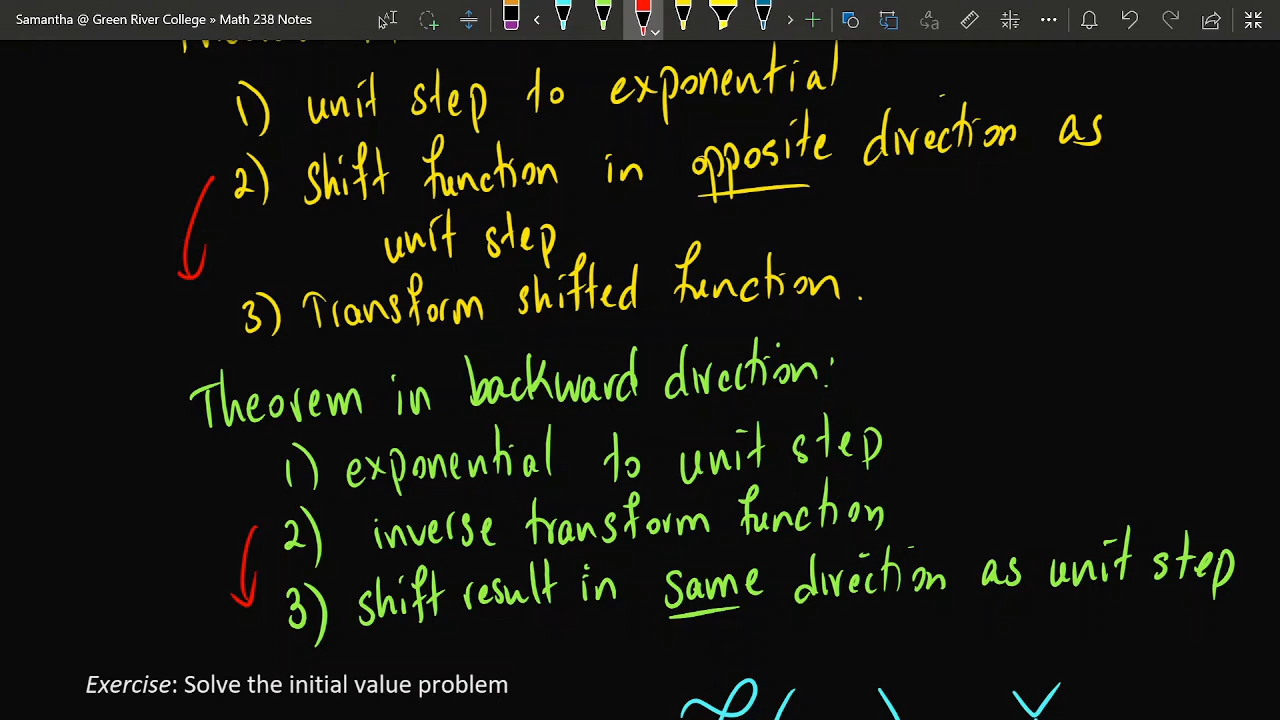 Samantha @ Green River College » Math 238 Notes
1) unit step to exponential
2) shift function in opposite direction as
unit step
3) Transform shifted function.
Theorem in backward direction:
1) exponential to unit step
2) inverse transform function
3) shift result in same direction as unit step
Exercise: Solve the initial value problem